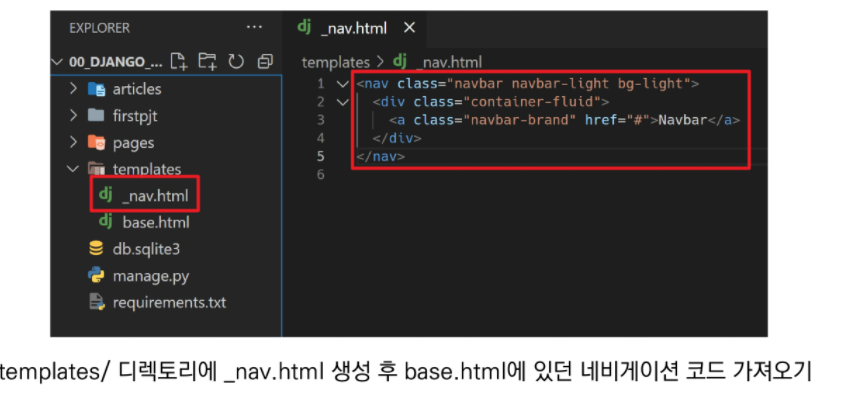 EXPLORER
00_DJANGO_...
articles
firstpjt
pages
templates
dj _nav.html
dj base.html
db.sqlite3
manage.py
requirements.txt
dj _nav.html ×
templates > dj _nav.html
1 <nav class="navbar navbar-light bg-light">
2 <div class="container-fluid">
3 <a class="navbar-brand" href="#">Navbar</a>
4 </div>
5 </nav>
6
templates/ 디렉토리에 _nav.html 생성 후 base.html에 있던 네비게이션 코드 가져오기